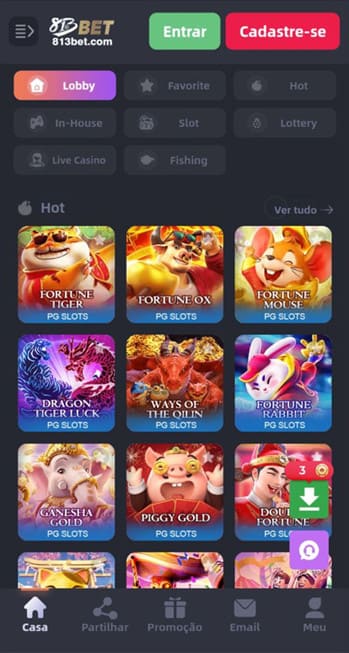 813BET
813bet.com
Entrar
Cadastre-se
Lobby
Favorite
Hot
In-House
Slot
Lottery
Live Casino
Fishing
Hot
Ver tudo →
FORTUNE
TIGER
PG SLOTS
FORTUNE OX
PG SLOTS
FORTUNE
MOUSE
PG SLOTS
DRAGON
TIGER LUCK
PG SLOTS
WAYS OF
THE QILIN
PG SLOTS
FORTUNE
RABBIT
PG SLOTS
GANESHA
GOLD
PG SLOTS
PIGGY GOLD
PG SLOTS
FORTUNE
PG SLOTS
3
Casa
Partilhar
Promoção
Email
Meu